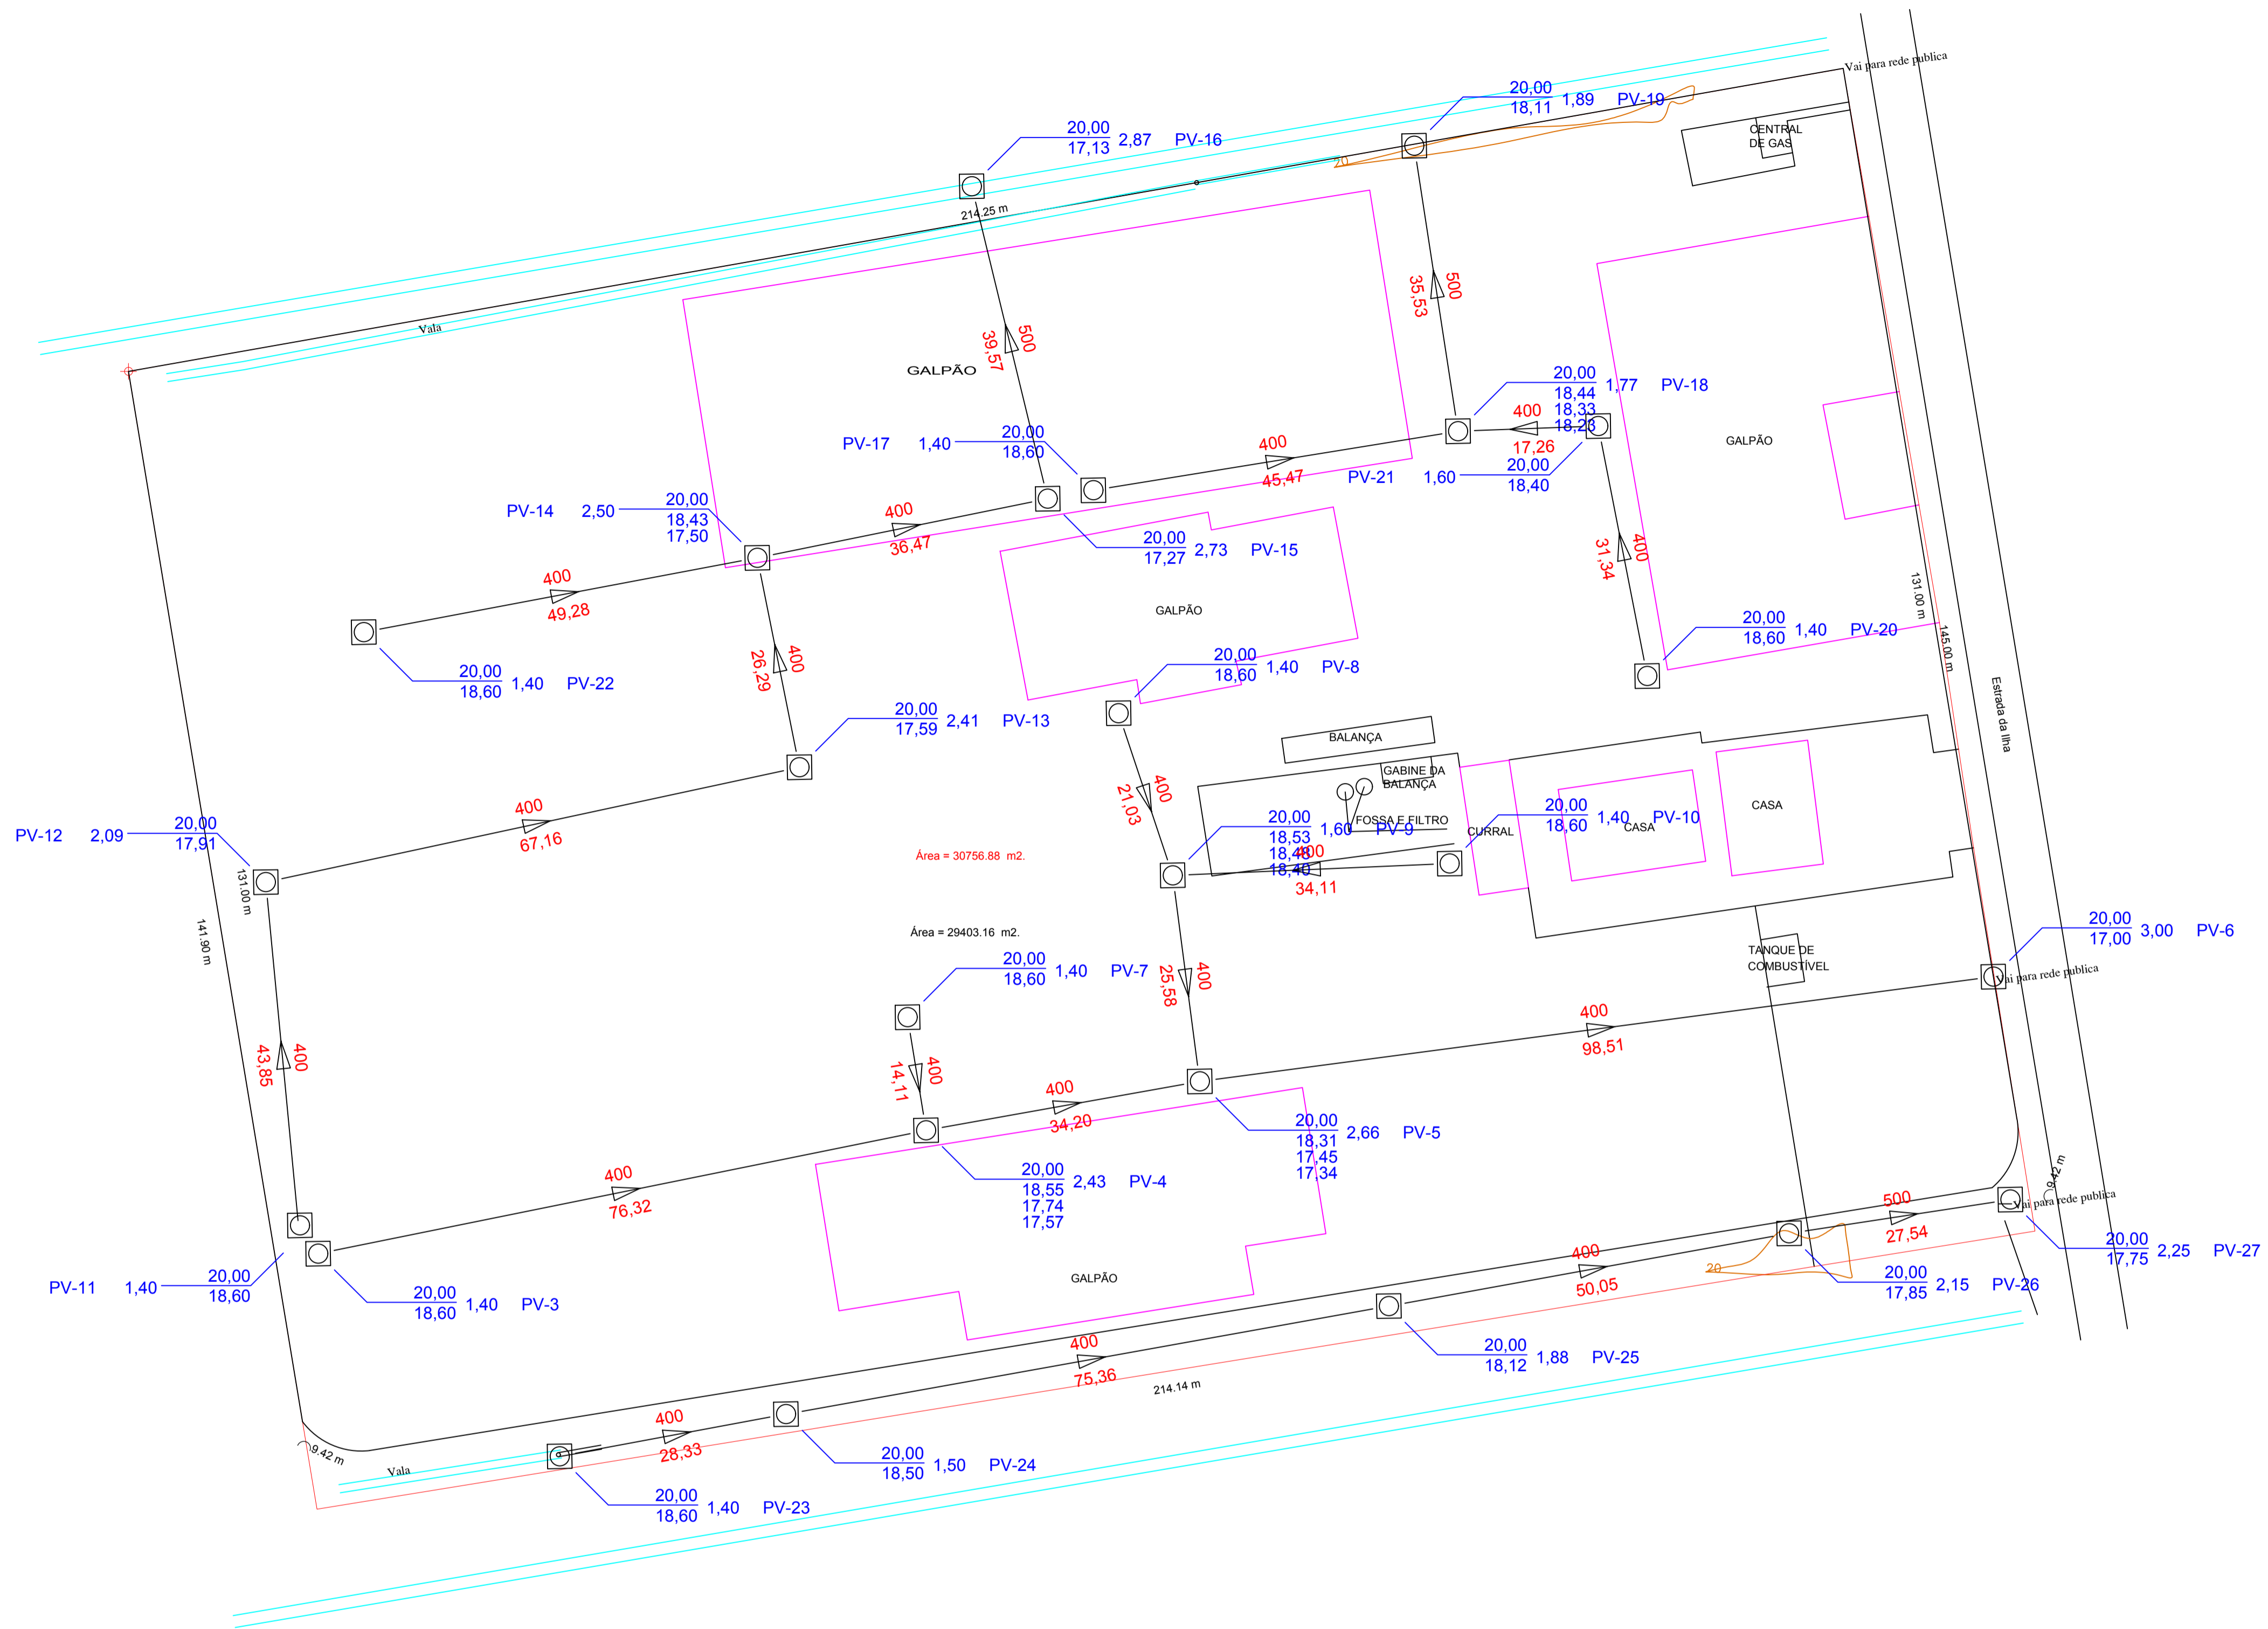 Vai para rede publica
20,00
18,11 1,89 PV-19
20
CENTRAL
DE GAS
20,00
17,13 2,87 PV-16
214.25 m
Vala
GALPÃO
39,57
500
35,53
500
20,00
18,44 1,77 PV-18
18,33
18,23
400
17,26
GALPÃO
PV-17 1,40 20,00
18,60
400
45,47
PV-21 1,60 20,00
18,40
PV-14 2,50 20,00
18,43
17,50
400
36,47
20,00
17,27 2,73 PV-15
31,34
400
131.00 m
145.00 m
Estrada da Ilha
400
49,28
GALPÃO
20,00
18,60 1,40 PV-20
20,00
18,60 1,40 PV-22
26,29
400
20,00
18,60 1,40 PV-8
20,00
17,59 2,41 PV-13
BALANÇA
GABINE DA
BALANÇA
21,03
400
FOSSA E FILTRO
CURRAL
CASA
CASA
20,00
18,60 1,40 PV-10
PV-12 2,09 20,00
17,91
400
67,16
20,00
18,53 1,60 PV-9
18,48
18,40
400
34,11
Área = 30756.88 m2.
131.00 m
141.90 m
Área = 29403.16 m2.
20,00
17,00 3,00 PV-6
Vai para rede publica
TANQUE DE
COMBUSTÍVEL
20,00
18,60 1,40 PV-7
25,58
400
400
98,51
43,85
400
14,11
400
400
34,20
20,00
18,31 2,66 PV-5
17,45
17,34
400
76,32
20,00
18,55 2,43 PV-4
17,74
17,57
9.42 m
500
27,54
Vai para rede publica
20,00
17,75 2,25 PV-27
PV-11 1,40 20,00
18,60
20,00
18,60 1,40 PV-3
GALPÃO
400
50,05
20
20,00
17,85 2,15 PV-26
400
75,36
20,00
18,12 1,88 PV-25
214.14 m
400
28,33
9.42 m
Vala
20,00
18,50 1,50 PV-24
20,00
18,60 1,40 PV-23